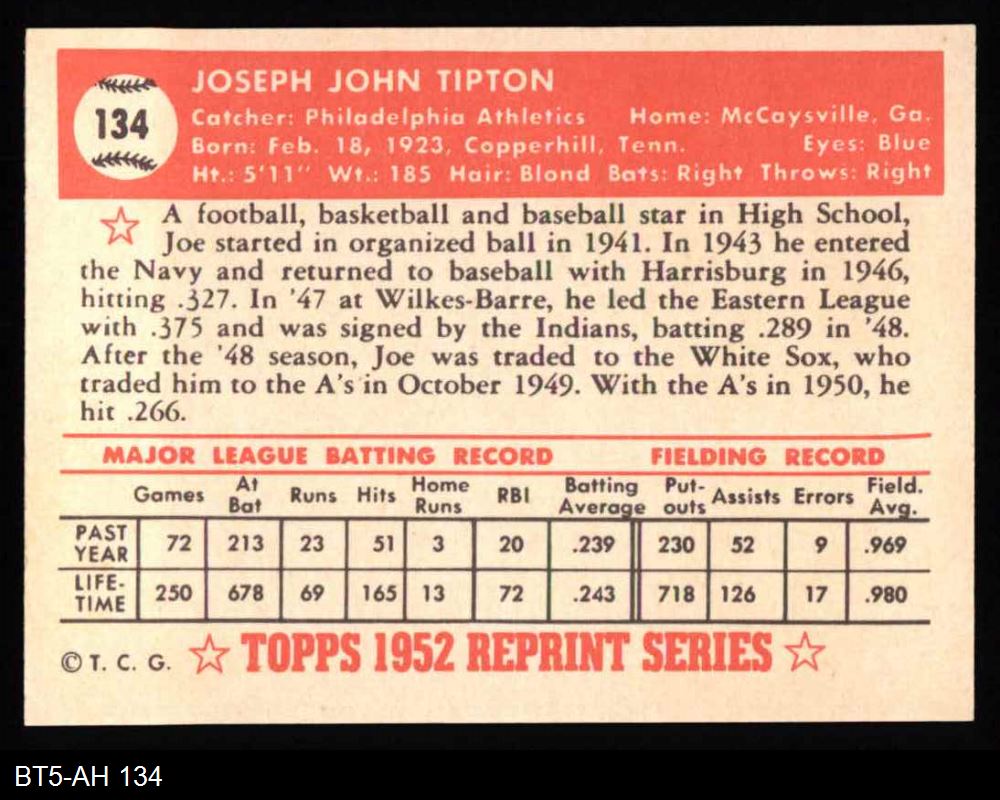 134
JOSEPH JOHN TIPTON
Catcher: Philadelphia Athletics Home: McCaysville, Ga.
Born: Feb. 18, 1923, Copperhill, Tenn. Eyes: Blue
Ht.: 5'11" Wt.: 185 Hair: Blond Bats: Right Throws: Right
A football, basketball and baseball star in High School,
Joe started in organized ball in 1941. In 1943 he entered
the Navy and returned to baseball with Harrisburg in 1946,
hitting .327. In '47 at Wilkes-Barre, he led the Eastern League
with .375 and was signed by the Indians, batting .289 in '48.
After the '48 season, Joe was traded to the White Sox, who
traded him to the A's in October 1949. With the A's in 1950, he
hit .266.
MAJOR LEAGUE BATTING RECORD FIELDING RECORD
Games At Bat Runs Hits Home Runs RBI Batting Average Put-outs Assists Errors Field. Avg.
PAST YEAR 72 213 23 51 3 20 .239 230 52 9 .969
LIFE-TIME 250 678 69 165 13 72 .243 718 126 17 .980
© T. C. G. ☆ TOPPS 1952 REPRINT SERIES ☆
BT5-AH 134